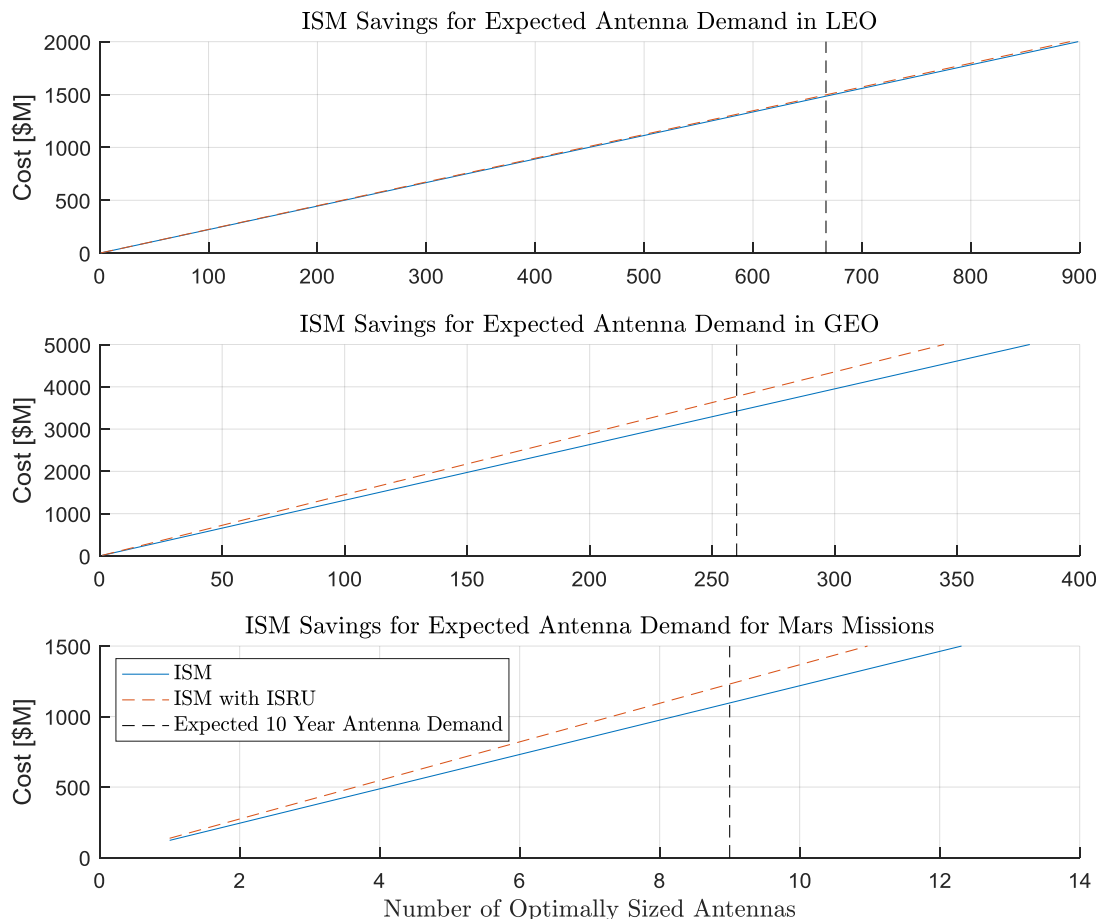 ISM Savings for Expected Antenna Demand in LEO
2000
1500
1000
500
0
Cost [$M]
0 100 200 300 400 500 600 700 800 900
ISM Savings for Expected Antenna Demand in GEO
5000
4000
3000
2000
1000
0
Cost [$M]
0 50 100 150 200 250 300 350 400
ISM Savings for Expected Antenna Demand for Mars Missions
1500
1000
500
0
Cost [$M]
ISM
ISM with ISRU
Expected 10 Year Antenna Demand
0 2 4 6 8 10 12 14
Number of Optimally Sized Antennas